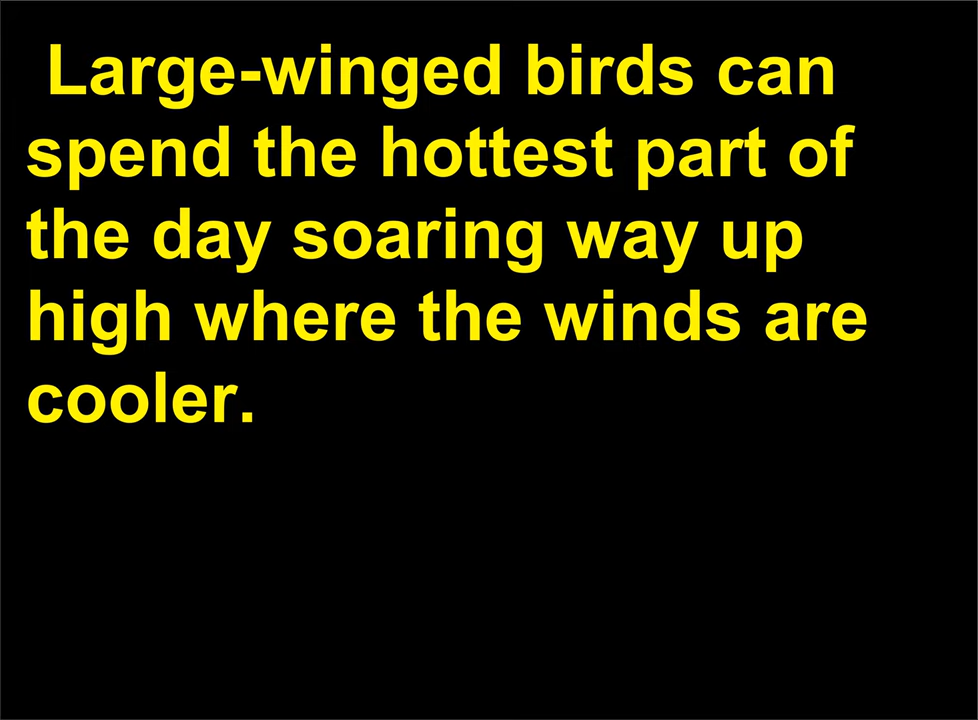 Large-winged birds can
spend the hottest part of
the day soaring way up
high where the winds are
cooler.